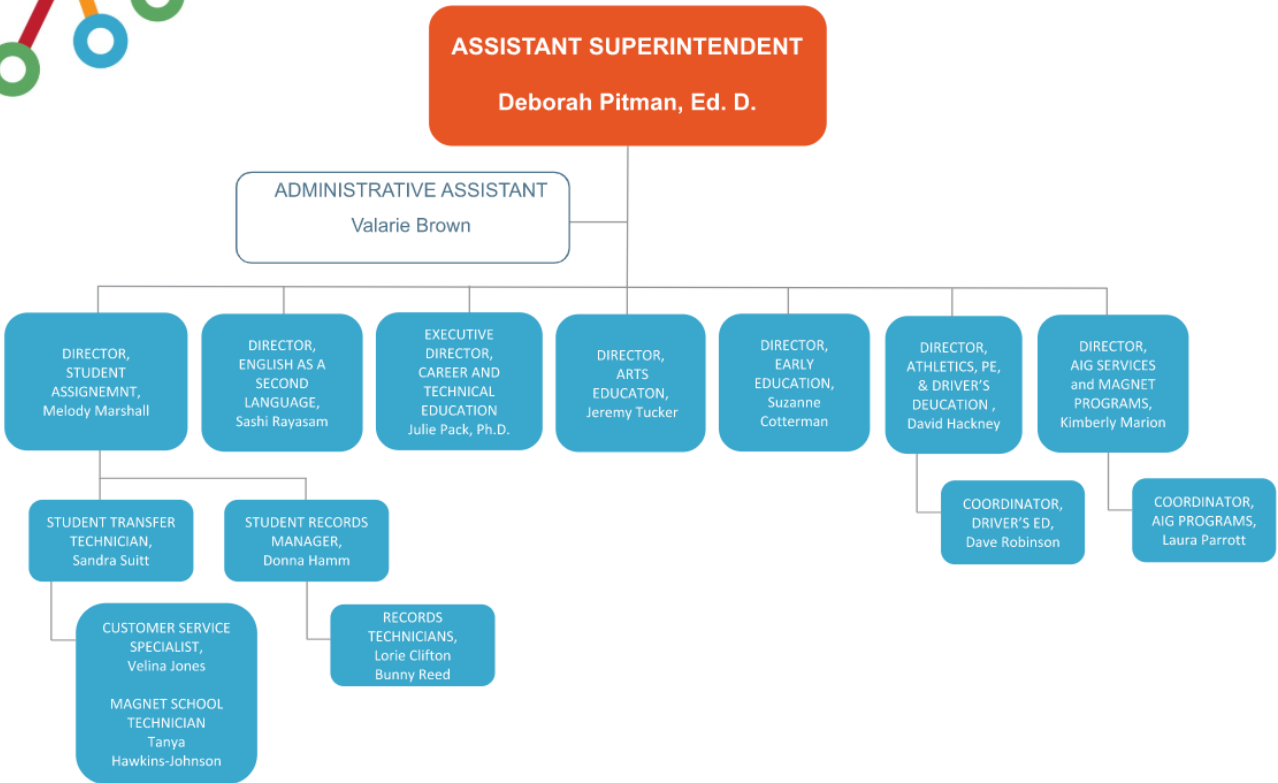 ASSISTANT SUPERINTENDENT
Deborah Pitman, Ed. D.
ADMINISTRATIVE ASSISTANT
Valarie Brown
DIRECTOR,
STUDENT
ASSIGNEMNT,
Melody Marshall
DIRECTOR,
ENGLISH AS A
SECOND
LANGUAGE,
Sashi Rayasam
EXECUTIVE
DIRECTOR,
CAREER AND
TECHNICAL
EDUCATION
Julie Pack, Ph.D.
DIRECTOR,
ARTS
EDUCATON,
Jeremy Tucker
DIRECTOR,
EARLY
EDUCATION,
Suzanne
Cotterman
DIRECTOR,
ATHLETICS, PE,
& DRIVER'S
DEUCATION ,
David Hackney
DIRECTOR,
AIG SERVICES
and MAGNET
PROGRAMS,
Kimberly Marion
STUDENT TRANSFER
TECHNICIAN,
Sandra Suitt
STUDENT RECORDS
MANAGER,
Donna Hamm
COORDINATOR,
DRIVER'S ED,
Dave Robinson
COORDINATOR,
AIG PROGRAMS,
Laura Parrott
CUSTOMER SERVICE
SPECIALIST,
Velina Jones
MAGNET SCHOOL
TECHNICIAN
Tanya
Hawkins-Johnson
RECORDS
TECHNICIANS,
Lorie Clifton
Bunny Reed